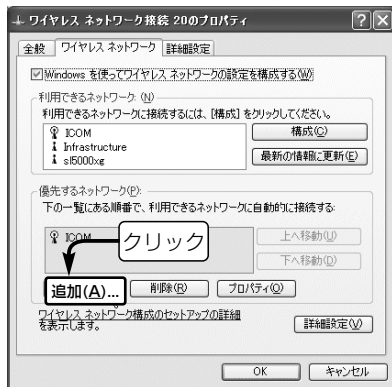 ワイヤレス ネットワーク接続 20のプロパティ
全般 ワイヤレス ネットワーク 詳細設定
Windows を使ってワイヤレス ネットワークの設定を構成する(W)
利用できるネットワーク: (N)
利用できるネットワークに接続するには、[構成] をクリックしてください。
ICOM
Infrastructure
sl5000xg
構成(C)
最新の情報に更新(E)
優先するネットワーク(P):
下の一覧にある順番で、利用できるネットワークに自動的に接続する:
ICOM
クリック
上へ移動(U)
下へ移動(D)
追加(A)... 削除(R) プロパティ(O)
ワイヤレス ネットワーク構成のセットアップの詳細
を表示します。
詳細設定(V)
OK キャンセル